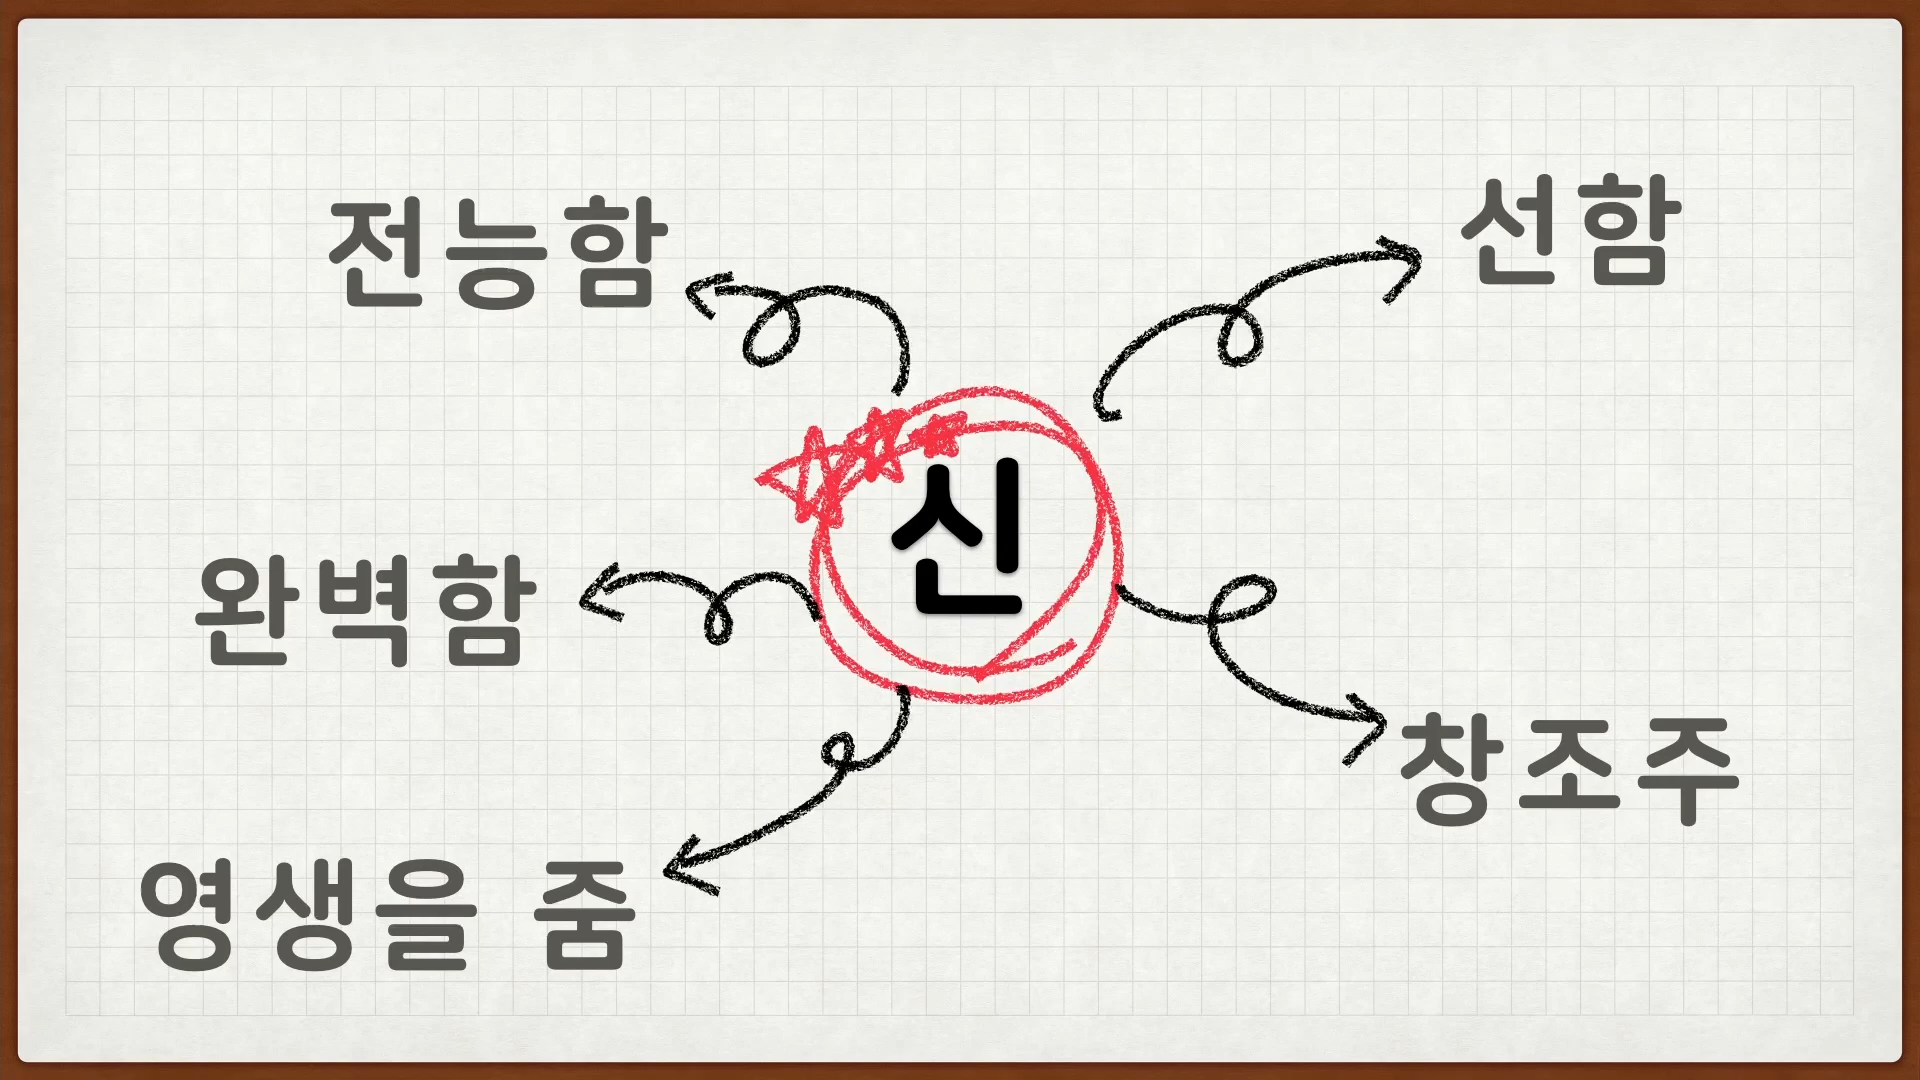 전능함
선함
신
완벽함
창조주
영생을 줌